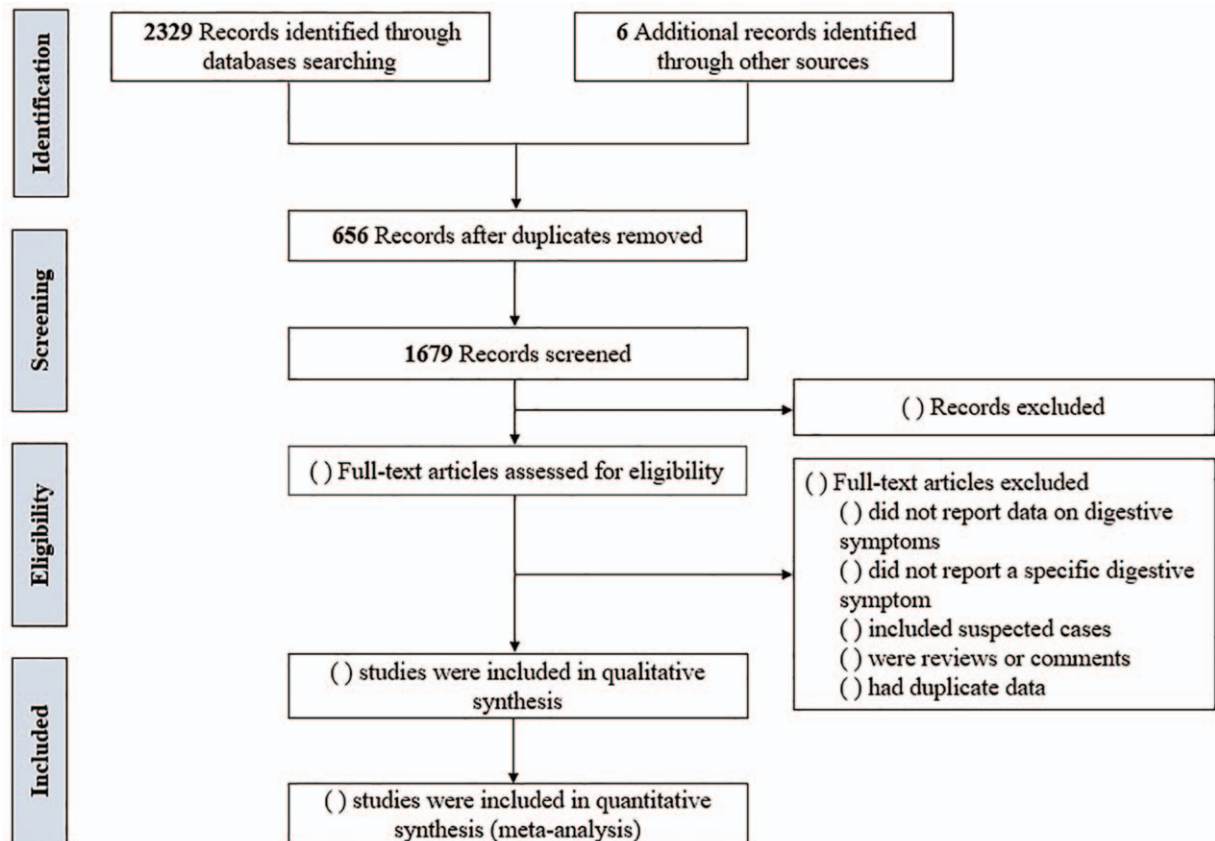 Identification
2329 Records identified through
databases searching
6 Additional records identified
through other sources
656 Records after duplicates removed
Screening
1679 Records screened
( ) Records excluded
Eligibility
( ) Full-text articles assessed for eligibility
( ) Full-text articles excluded
( ) did not report data on digestive
symptoms
( ) did not report a specific digestive
symptom
( ) included suspected cases
( ) were reviews or comments
( ) had duplicate data
Included
( ) studies were included in qualitative
synthesis
( ) studies were included in quantitative
synthesis (meta-analysis)